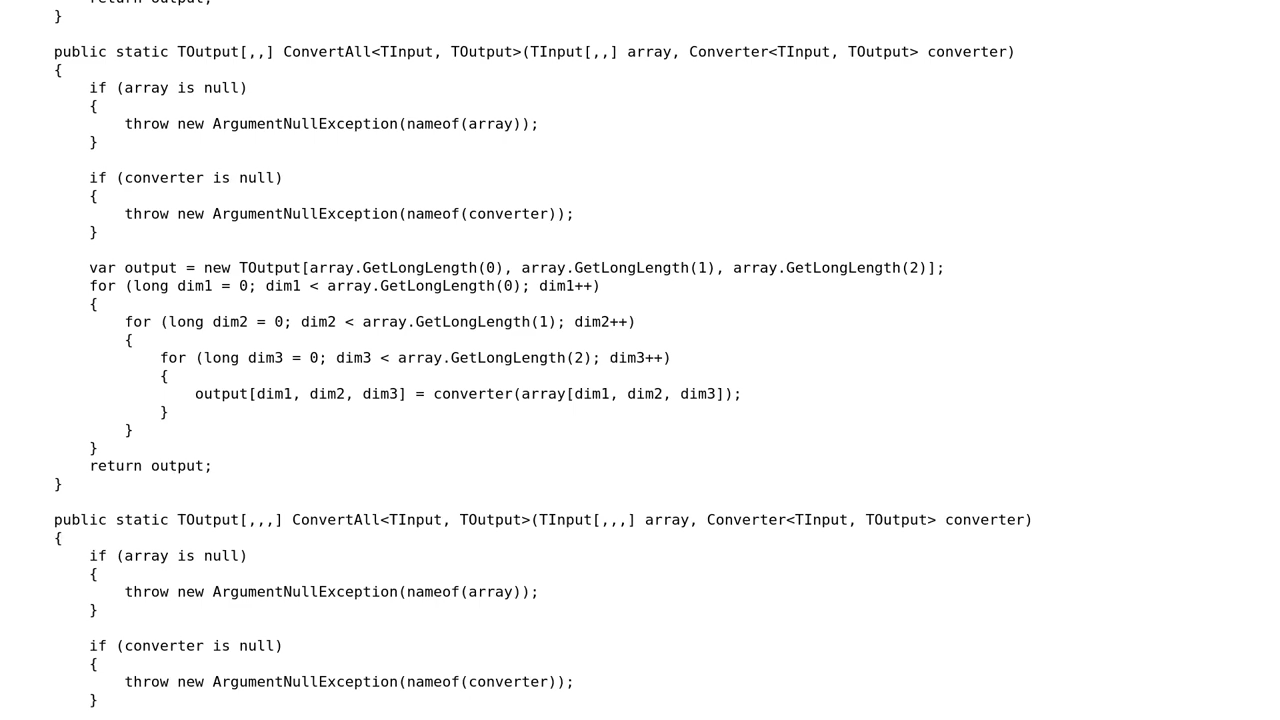 return output;
}
public static TOutput[,,] ConvertAll<TInput, TOutput>(TInput[,,] array, Converter<TInput, TOutput> converter)
{
if (array is null)
{
throw new ArgumentNullException(nameof(array));
}
if (converter is null)
{
throw new ArgumentNullException(nameof(converter));
}
var output = new TOutput[array.GetLongLength(0), array.GetLongLength(1), array.GetLongLength(2)];
for (long dim1 = 0; dim1 < array.GetLongLength(0); dim1++)
{
for (long dim2 = 0; dim2 < array.GetLongLength(1); dim2++)
{
for (long dim3 = 0; dim3 < array.GetLongLength(2); dim3++)
{
output[dim1, dim2, dim3] = converter(array[dim1, dim2, dim3]);
}
}
}
return output;
}
public static TOutput[,,,] ConvertAll<TInput, TOutput>(TInput[,,,] array, Converter<TInput, TOutput> converter)
{
if (array is null)
{
throw new ArgumentNullException(nameof(array));
}
if (converter is null)
{
throw new ArgumentNullException(nameof(converter));
}